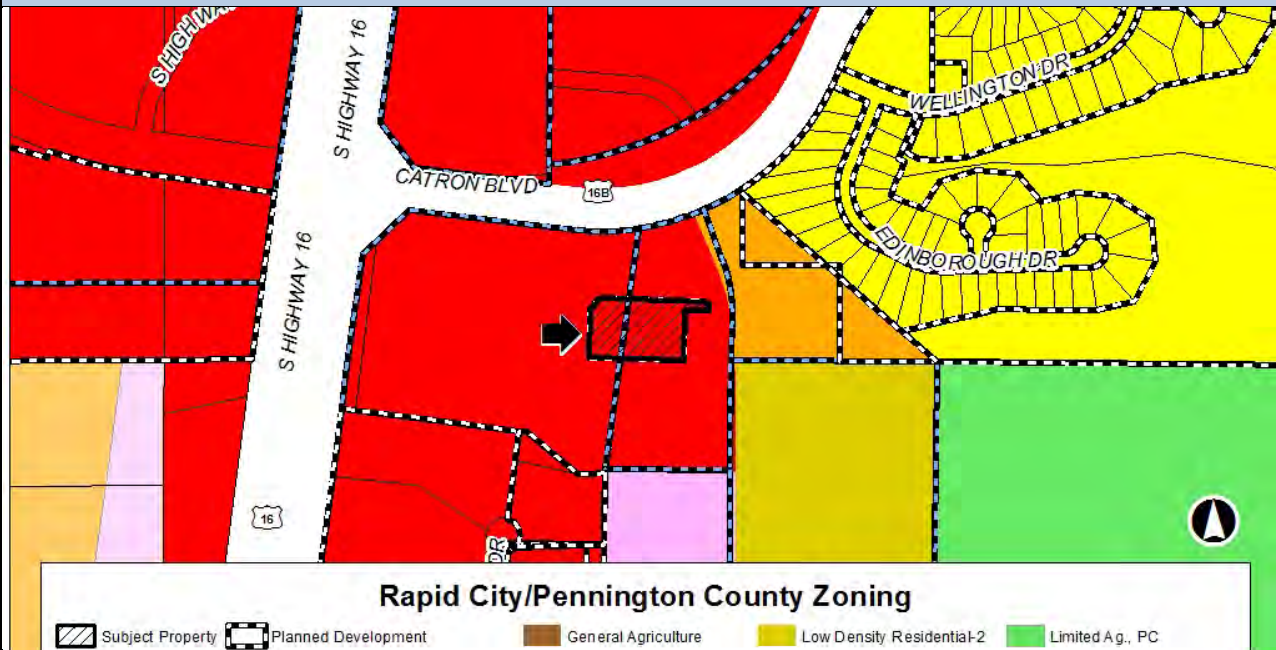 S HIGHWAY
S HIGHWAY 16
WELLINGTON DR
CATRON BLVD
16B
EDINBOROUGH DR
S HIGHWAY 16
16
DR
Rapid City/Pennington County Zoning
Subject Property
Planned Development
General Agriculture
Low Density Residential-2
Limited Ag., PC